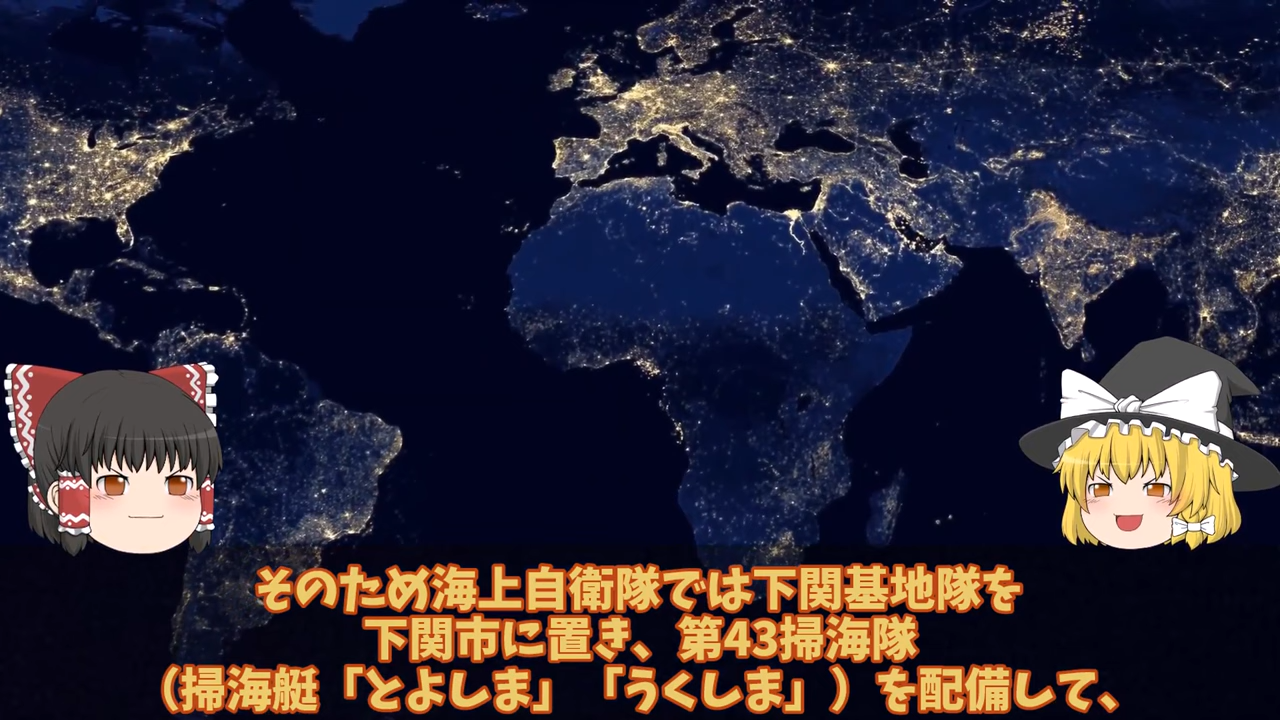 そのため海上自衛隊では下関基地隊を
下関市に置き、第43掃海隊
（掃海艇「とよしま」「うくしま」）を配備して、